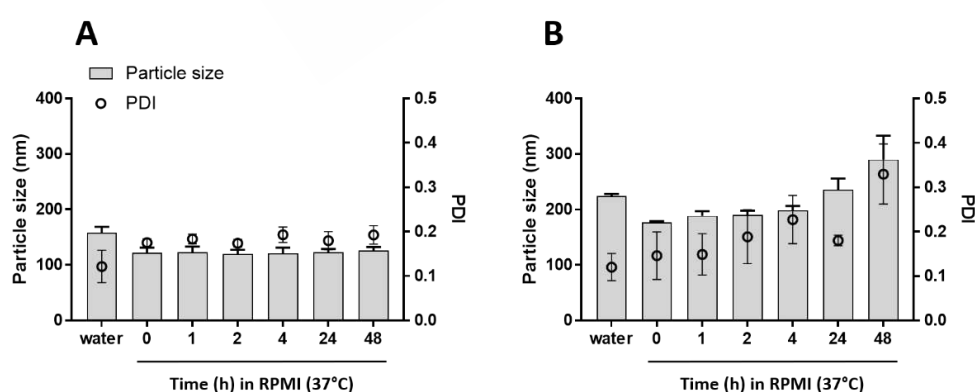 A
B
Particle size
PDI
400
300
200
100
0
Particle size (nm)
0.5
0.4
0.3
0.2
0.1
0.0
PDI
water 0 1 2 4 24 48
Time (h) in RPMI (37°C)
400
300
200
100
0
Particle size (nm)
0.5
0.4
0.3
0.2
0.1
0.0
PDI
water 0 1 2 4 24 48
Time (h) in RPMI (37°C)